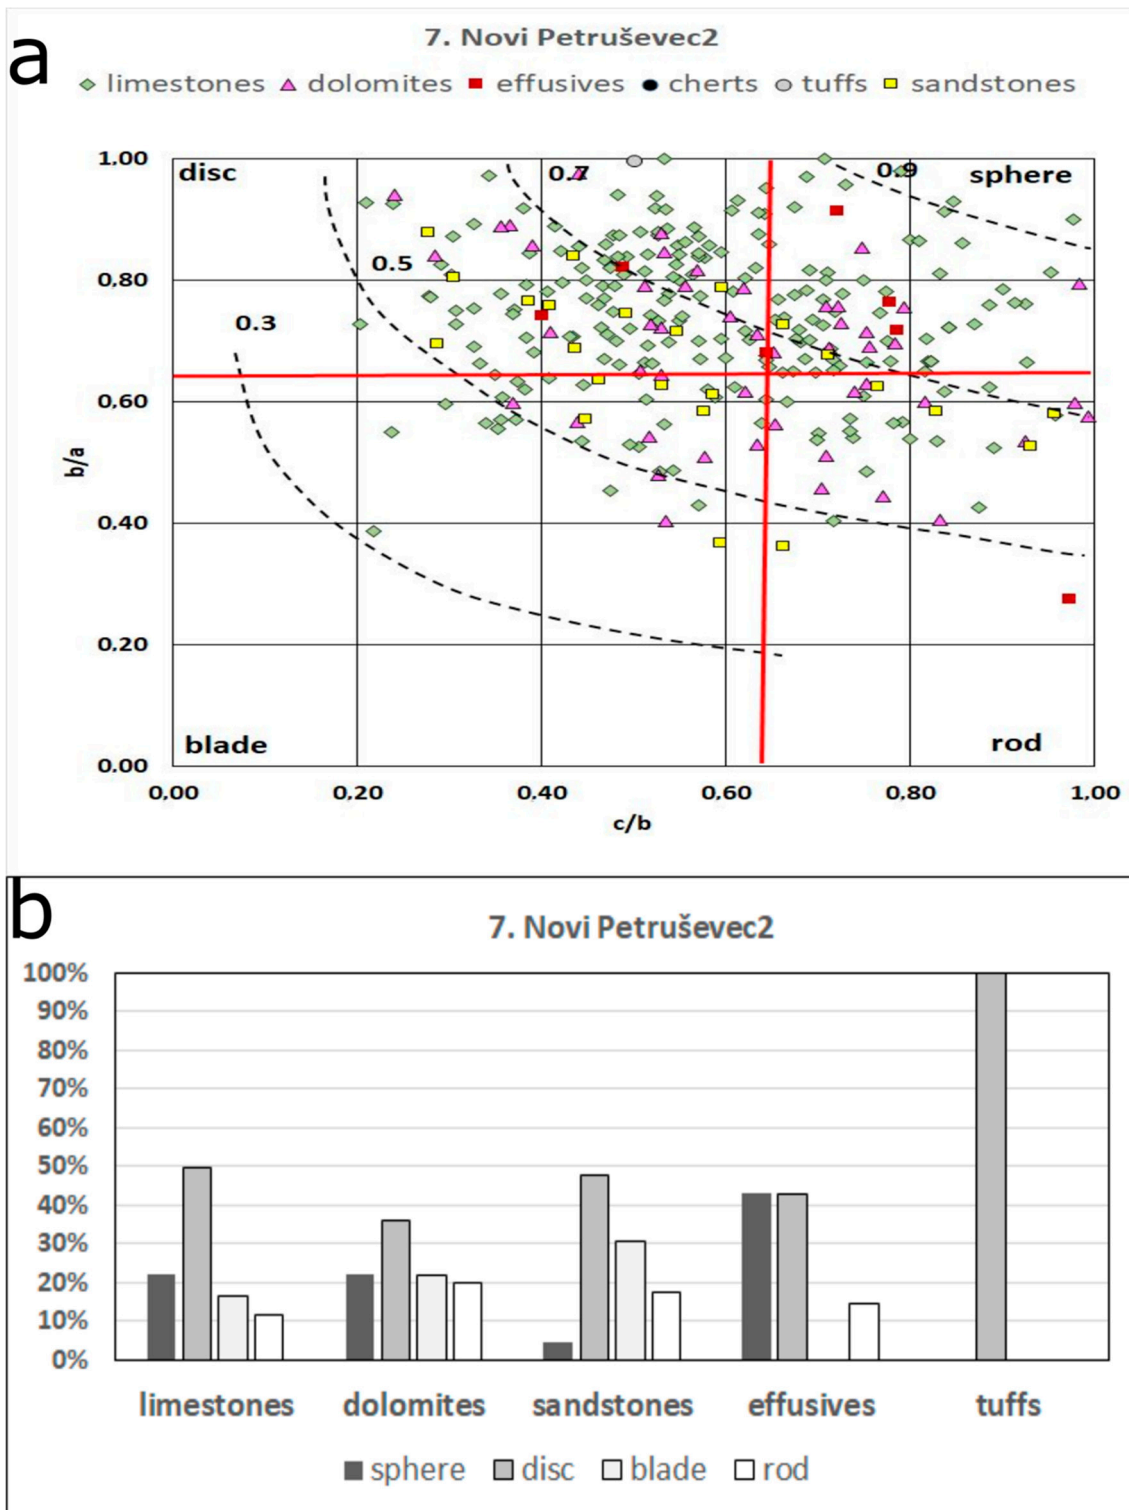 a
7. Novi Petruševec2
limestones dolomites effusives cherts tuffs sandstones
1,00
disc
0.7
0.9
sphere
0.5
0,80
0.3
0,60
b/a
0,40
0,20
blade
rod
0,00
0,00 0,20 0,40 0,60 0,80 1,00
c/b
b
7. Novi Petruševec2
100%
90%
80%
70%
60%
50%
40%
30%
20%
10%
0%
limestones dolomites sandstones effusives tuffs
sphere disc blade rod